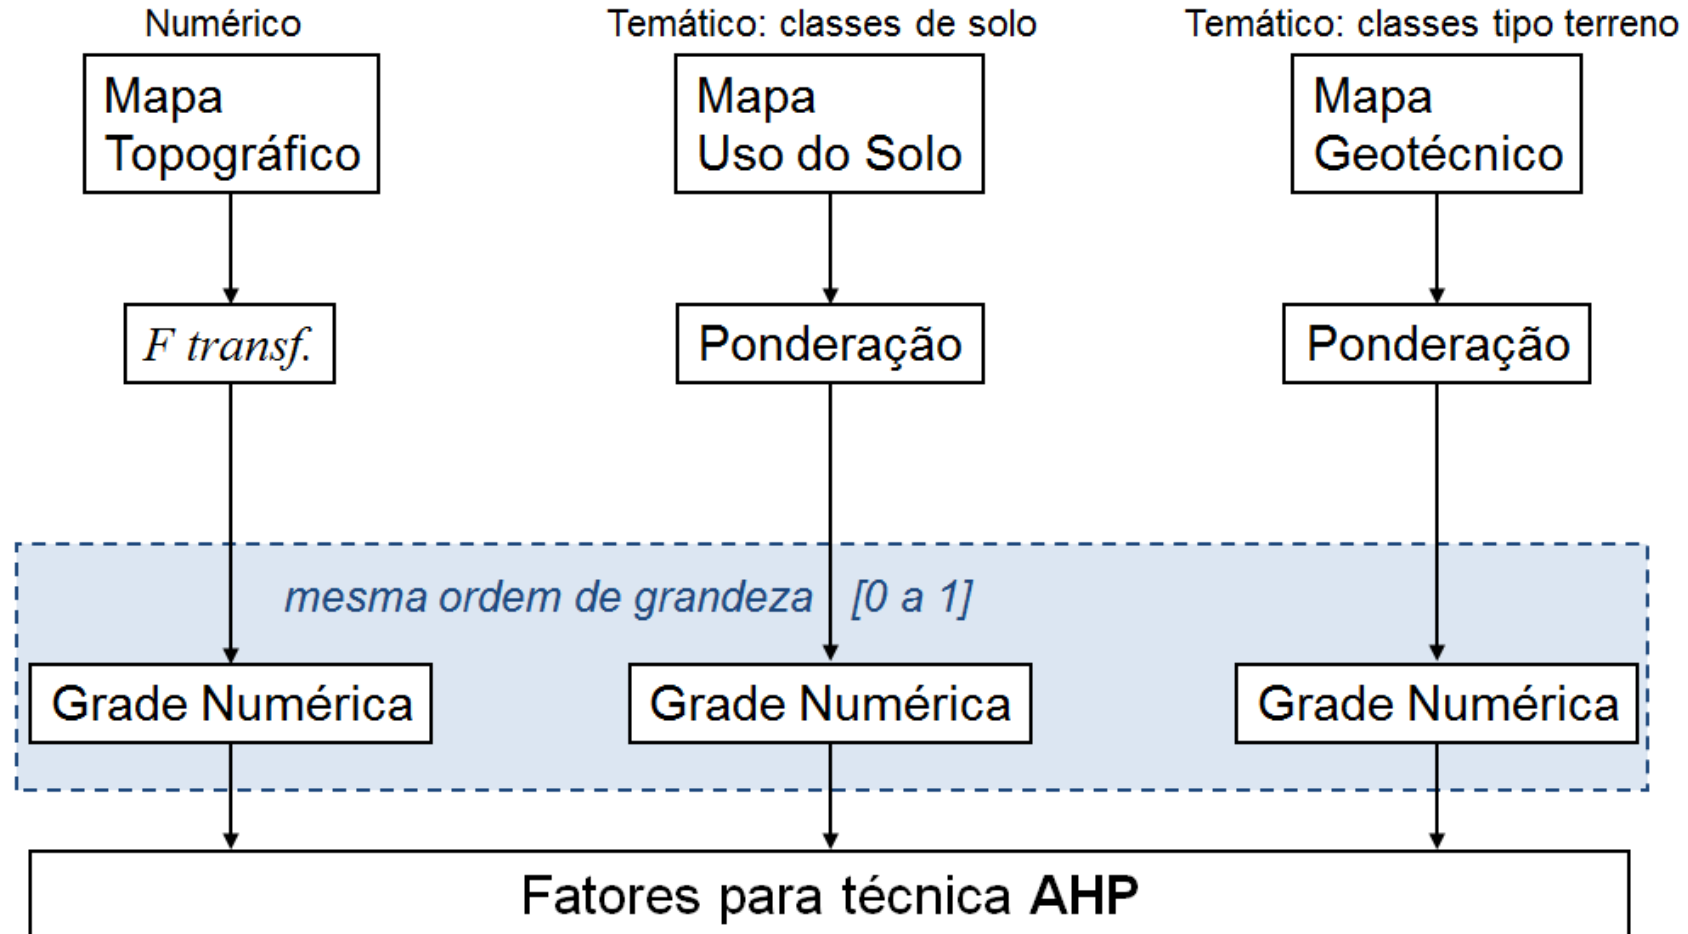 Numérico
Temático: classes de solo
Temático: classes tipo terreno
Mapa
Topográfico
Mapa
Uso do Solo
Mapa
Geotécnico
F transf.
Ponderação
Ponderação
mesma ordem de grandeza [0 a 1]
Grade Numérica
Grade Numérica
Grade Numérica
Fatores para técnica AHP